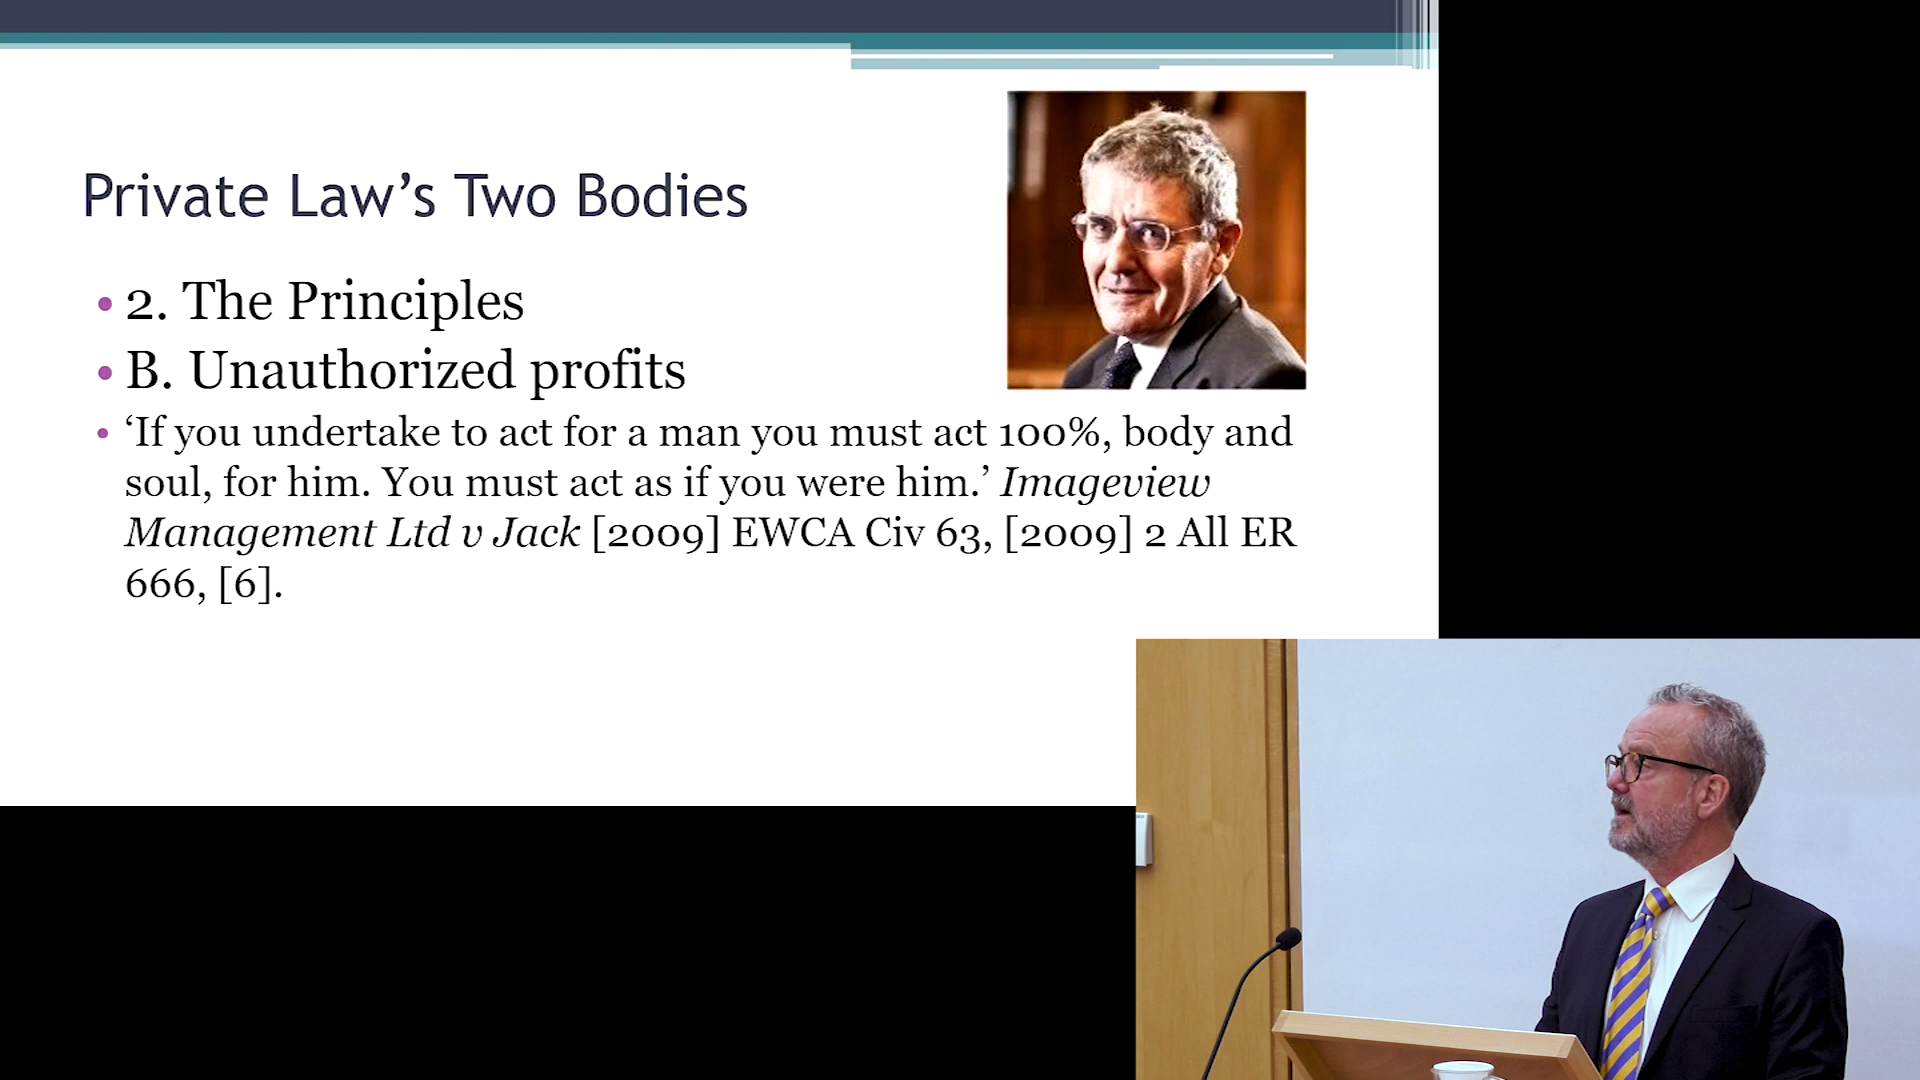 Private Law’s Two Bodies
• 2. The Principles
• B. Unauthorized profits
• ‘If you undertake to act for a man you must act 100%, body and
soul, for him. You must act as if you were him.’ Imageview
Management Ltd v Jack [2009] EWCA Civ 63, [2009] 2 All ER
666, [6].